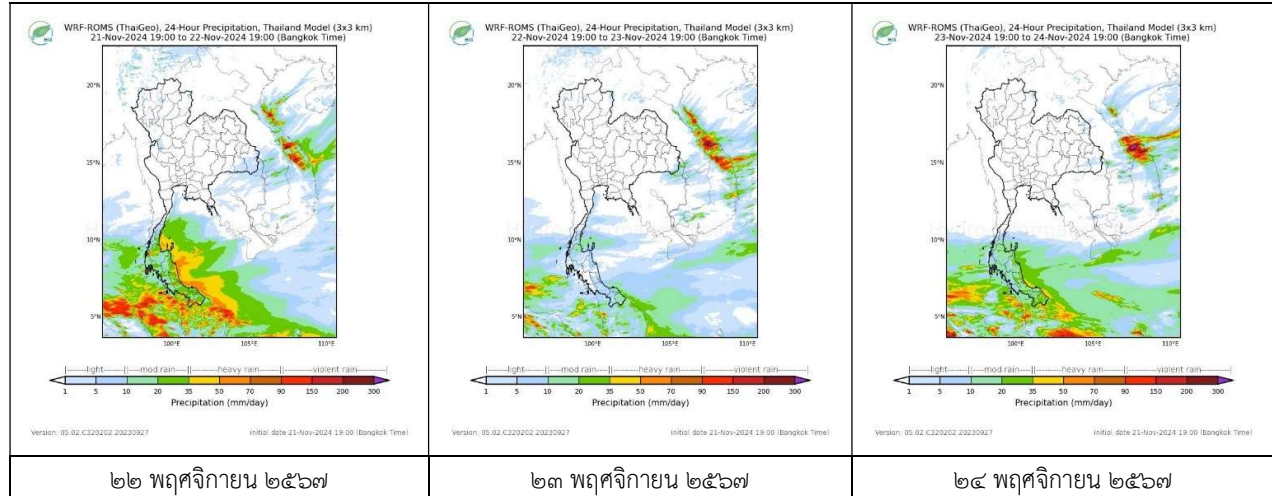 WRF-ROMS (ThaiGeo), 24-Hour Precipitation, Thailand Model (3x3 km)
21-Nov-2024 19:00 to 22-Nov-2024 19:00 (Bangkok Time)
20°N
15°N
10°N
5°N
100°E 105°E 110°E
light mod rain heavy rain violent rain
1 5 10 20 35 50 70 90 150 200 300
Precipitation (mm/day)
Version: 05.02.C320202 20230927 initial date 21-Nov-2024 19:00 (Bangkok Time)
๒๒ พฤศจิกายน ๒๕๖๗
WRF-ROMS (ThaiGeo), 24-Hour Precipitation, Thailand Model (3x3 km)
22-Nov-2024 19:00 to 23-Nov-2024 19:00 (Bangkok Time)
20°N
15°N
10°N
5°N
100°E 105°E 110°E
light mod rain heavy rain violent rain
1 5 10 20 35 50 70 90 150 200 300
Precipitation (mm/day)
Version: 05.02.C320202 20230927 initial date 21-Nov-2024 19:00 (Bangkok Time)
๒๓ พฤศจิกายน ๒๕๖๗
WRF-ROMS (ThaiGeo), 24-Hour Precipitation, Thailand Model (3x3 km)
23-Nov-2024 19:00 to 24-Nov-2024 19:00 (Bangkok Time)
20°N
15°N
10°N
5°N
100°E 105°E 110°E
light mod rain heavy rain violent rain
1 5 10 20 35 50 70 90 150 200 300
Precipitation (mm/day)
Version: 05.02.C320202 20230927 initial date 21-Nov-2024 19:00 (Bangkok Time)
๒๔ พฤศจิกายน ๒๕๖๗